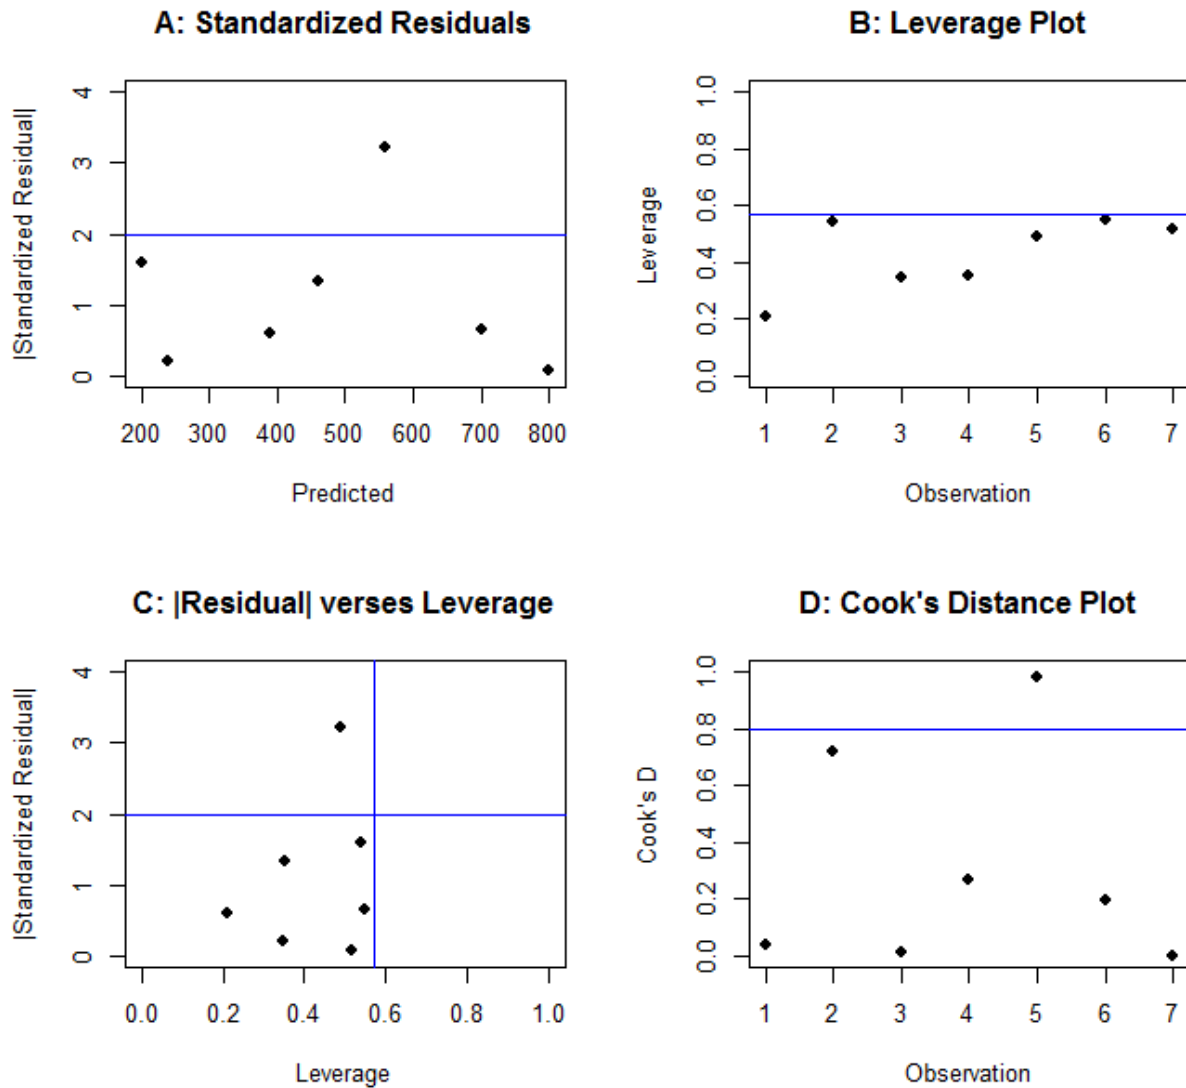 A: Standardized Residuals
|Standardized Residual|
4
3
2
1
0
200 300 400 500 600 700 800
Predicted
B: Leverage Plot
Leverage
1.0
0.8
0.6
0.4
0.2
0.0
1 2 3 4 5 6 7
Observation
C: |Residual| verses Leverage
|Standardized Residual|
4
3
2
1
0
0.0 0.2 0.4 0.6 0.8 1.0
Leverage
D: Cook's Distance Plot
Cook's D
1.0
0.8
0.6
0.4
0.2
0.0
1 2 3 4 5 6 7
Observation